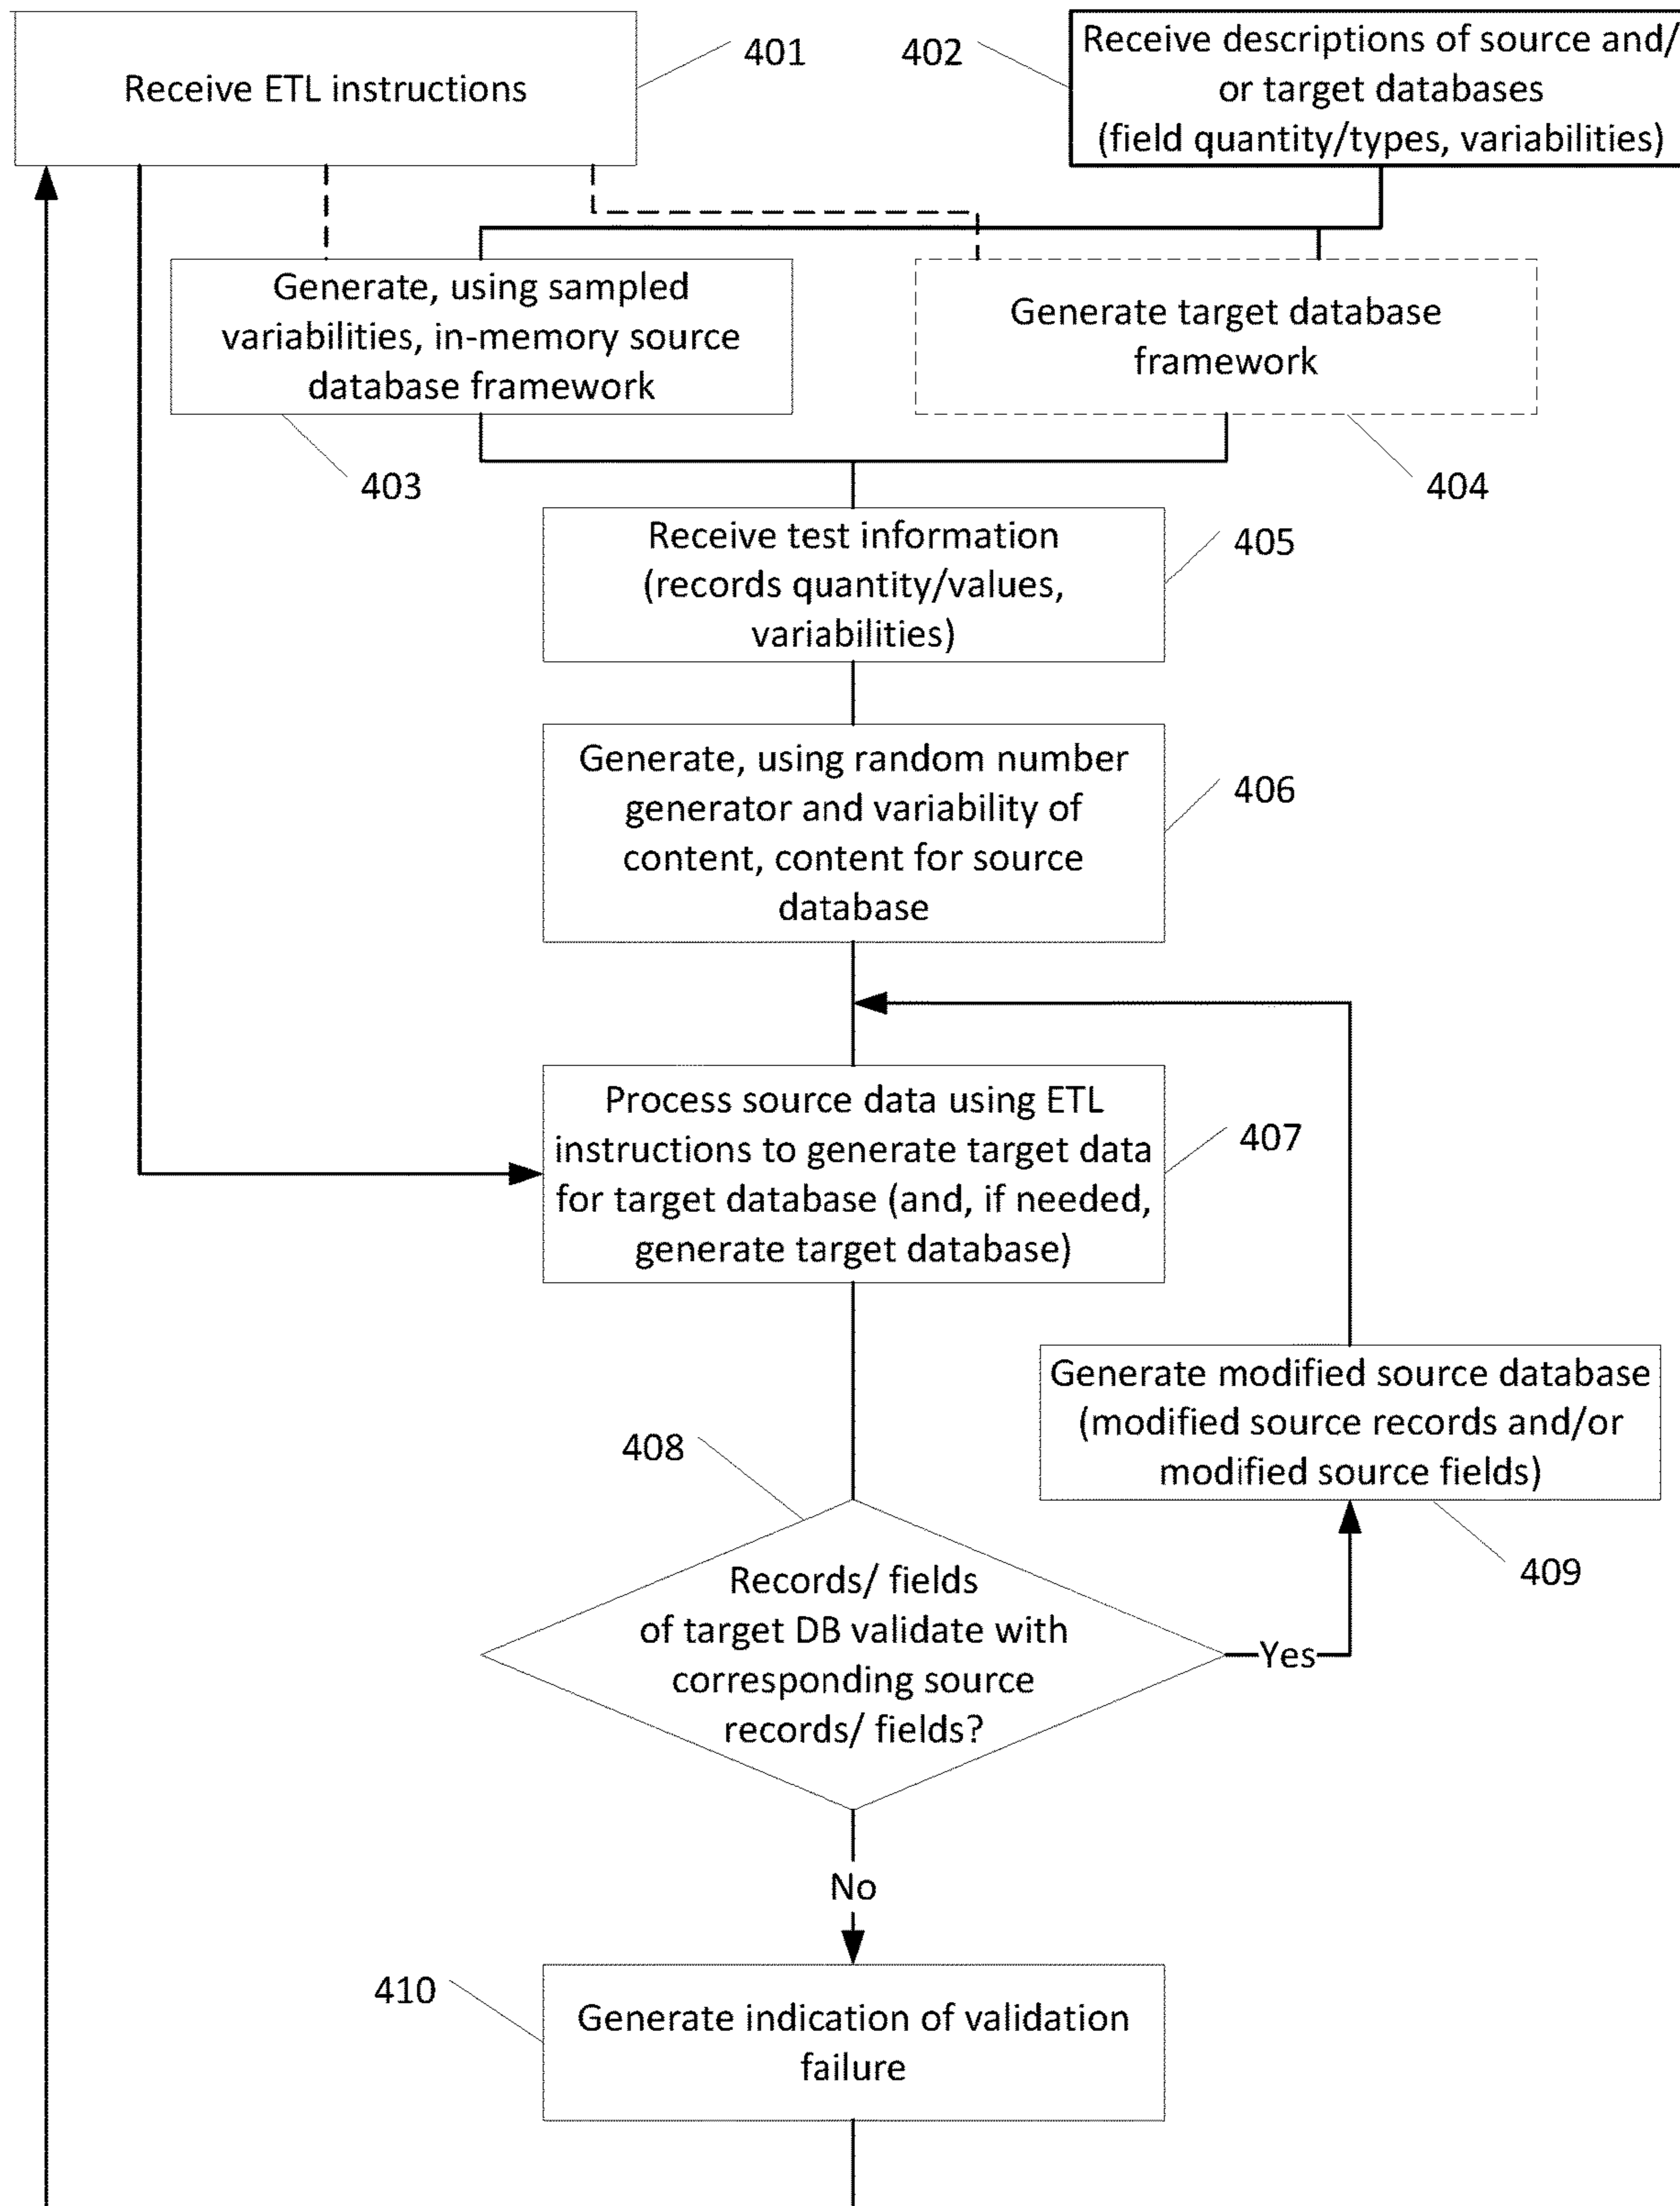 Receive ETL instructions
401
402
Receive descriptions of source and/
or target databases
(field quantity/types, variabilities)
Generate, using sampled
variabilities, in-memory source
database framework
403
Generate target database
framework
404
Receive test information
(records quantity/values,
variabilities)
405
Generate, using random number
generator and variability of
content, content for source
database
406
Process source data using ETL
instructions to generate target data
for target database (and, if needed,
generate target database)
407
Generate modified source database
(modified source records and/or
modified source fields)
409
408
Records/ fields
of target DB validate with
corresponding source
records/ fields?
Yes
No
410
Generate indication of validation
failure